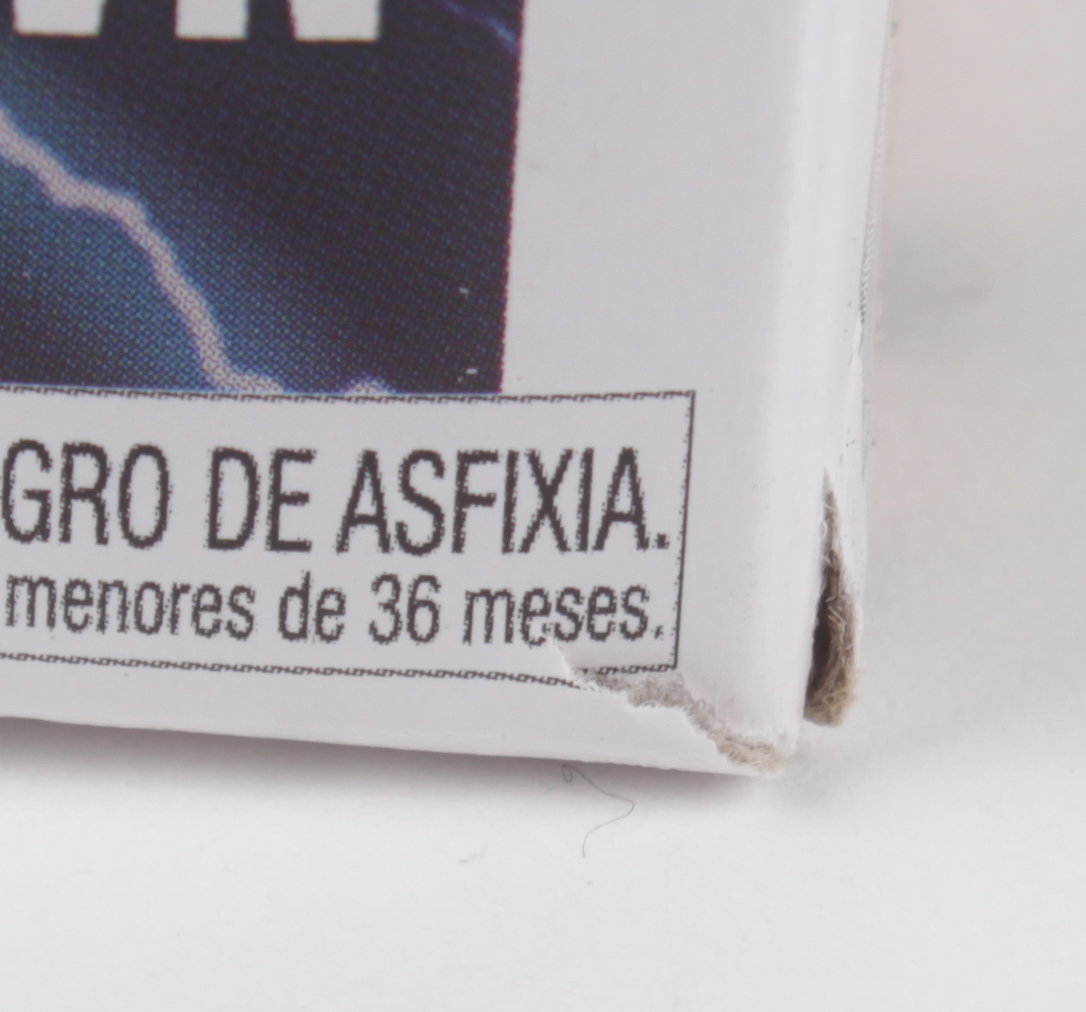 GRO DE ASFIXIA.
menores de 36 meses.